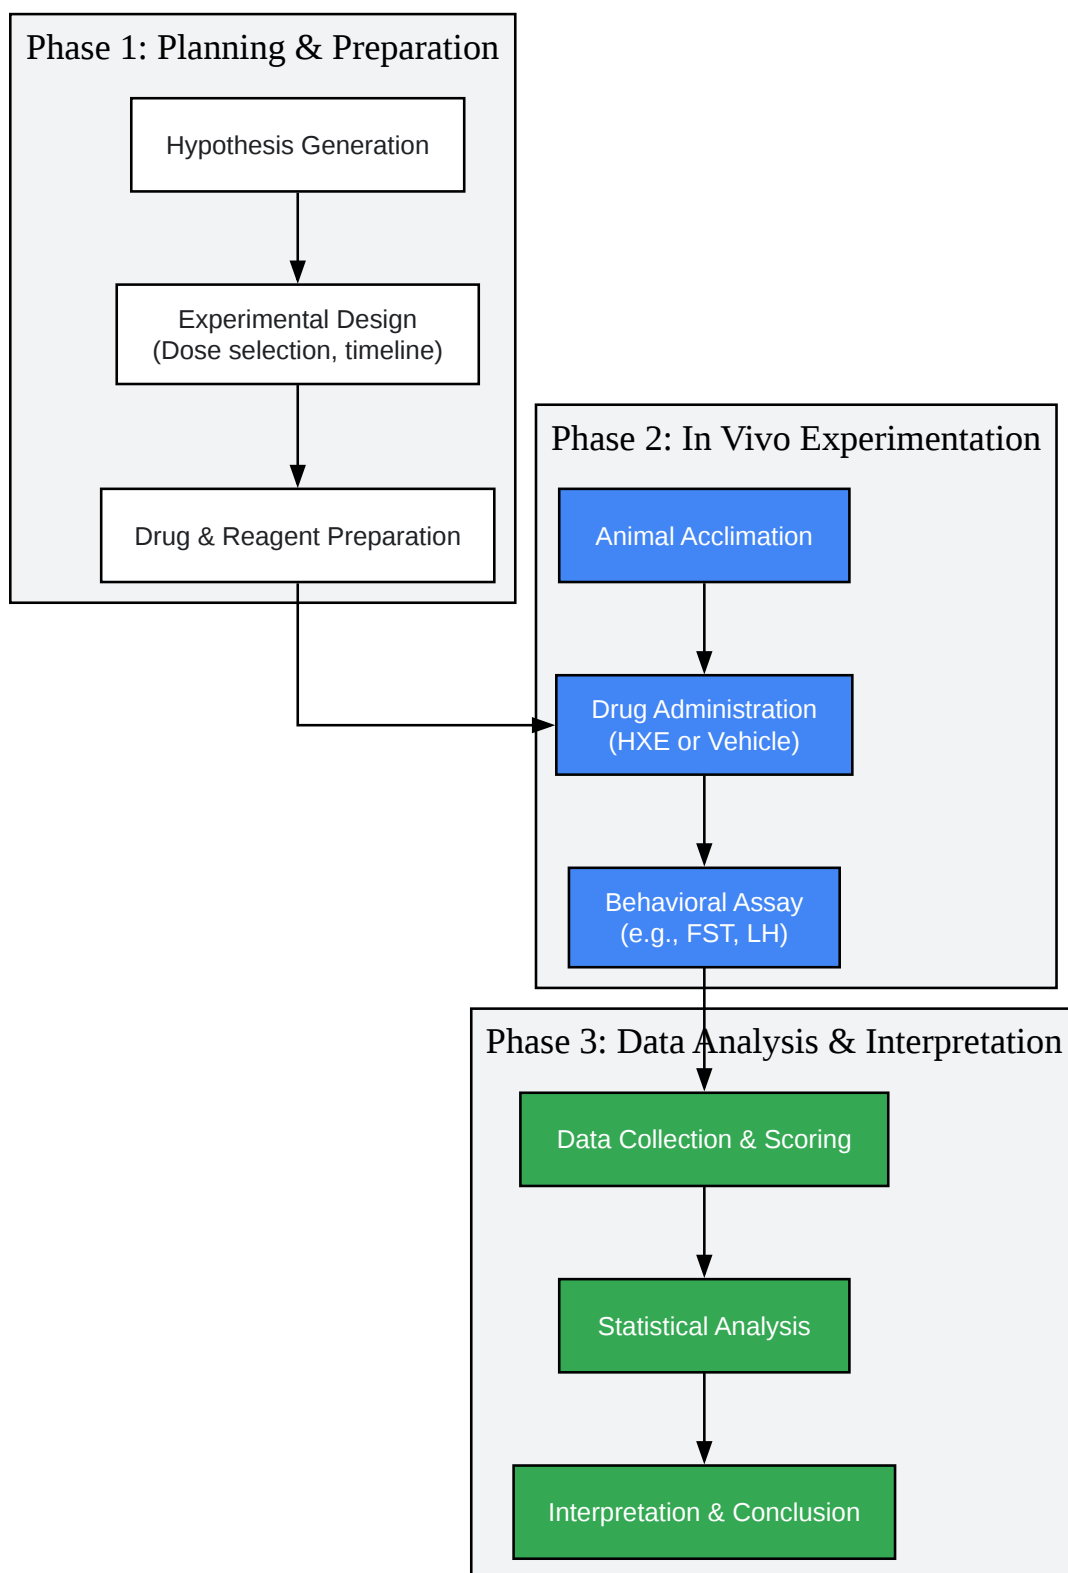 Phase 1: Planning & Preparation
Hypothesis Generation
Experimental Design
(Dose selection, timeline)
Drug & Reagent Preparation
Phase 2: In Vivo Experimentation
Animal Acclimation
Drug Administration
(HXE or Vehicle)
Behavioral Assay
(e.g., FST, LH)
Phase 3: Data Analysis & Interpretation
Data Collection & Scoring
Statistical Analysis
Interpretation & Conclusion